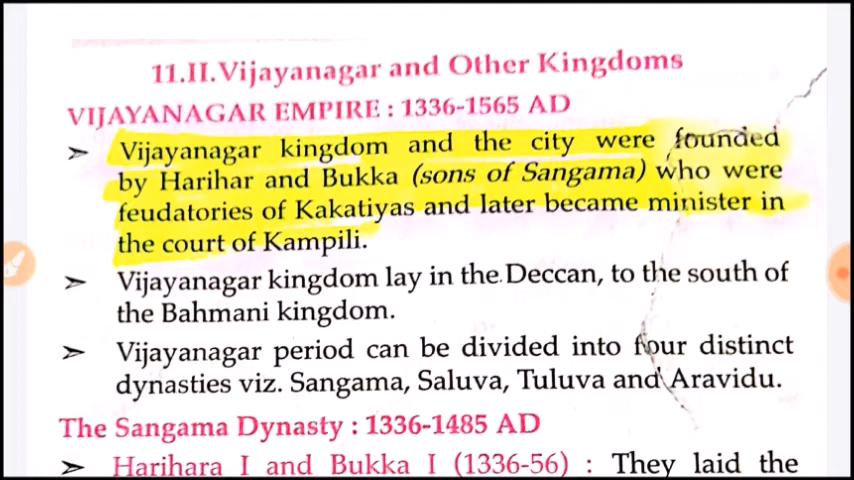 11.II.Vijayanagar and Other Kingdoms
VIJAYANAGAR EMPIRE : 1336-1565 AD
➢ Vijayanagar kingdom and the city were founded
by Harihar and Bukka (sons of Sangama) who were
feudatories of Kakatiyas and later became minister in
the court of Kampili.
➢ Vijayanagar kingdom lay in the Deccan, to the south of
the Bahmani kingdom.
➢ Vijayanagar period can be divided into four distinct
dynasties viz. Sangama, Saluva, Tuluva and Aravidu.
The Sangama Dynasty : 1336-1485 AD
➢ Harihara I and Bukka I (1336-56) : They laid the